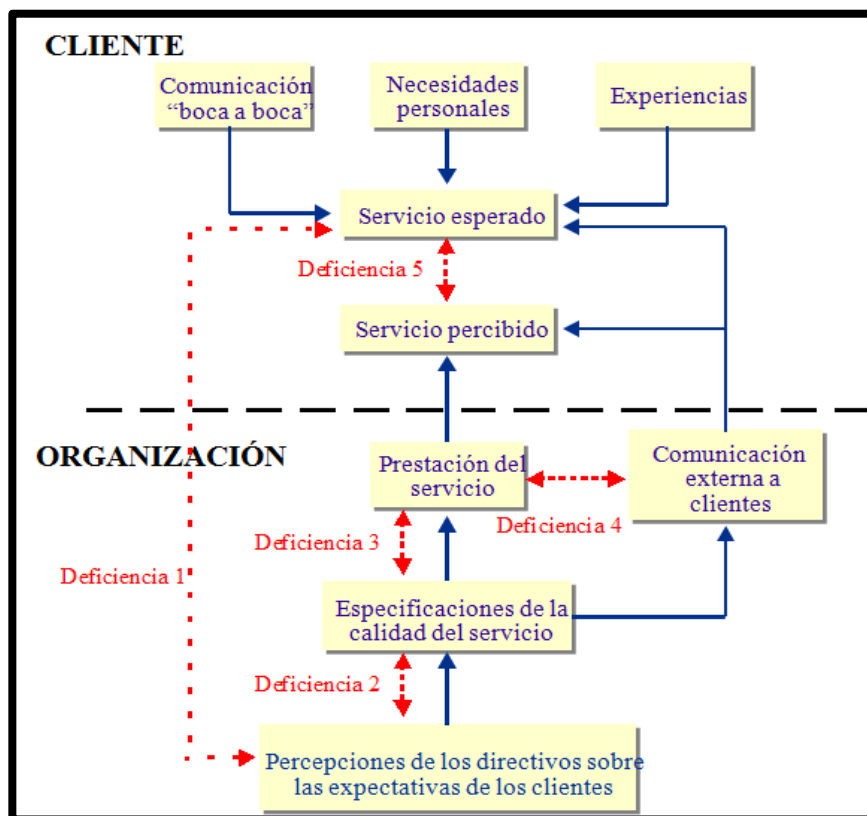 CLIENTE
Comunicación
“boca a boca”
Necesidades
personales
Experiencias
Servicio esperado
Deficiencia 5
Servicio percibido
ORGANIZACIÓN
Prestación del
servicio
Comunicación
externa a
clientes
Deficiencia 4
Deficiencia 3
Deficiencia 1
Especificaciones de la
calidad del servicio
Deficiencia 2
Percepciones de los directivos sobre
las expectativas de los clientes